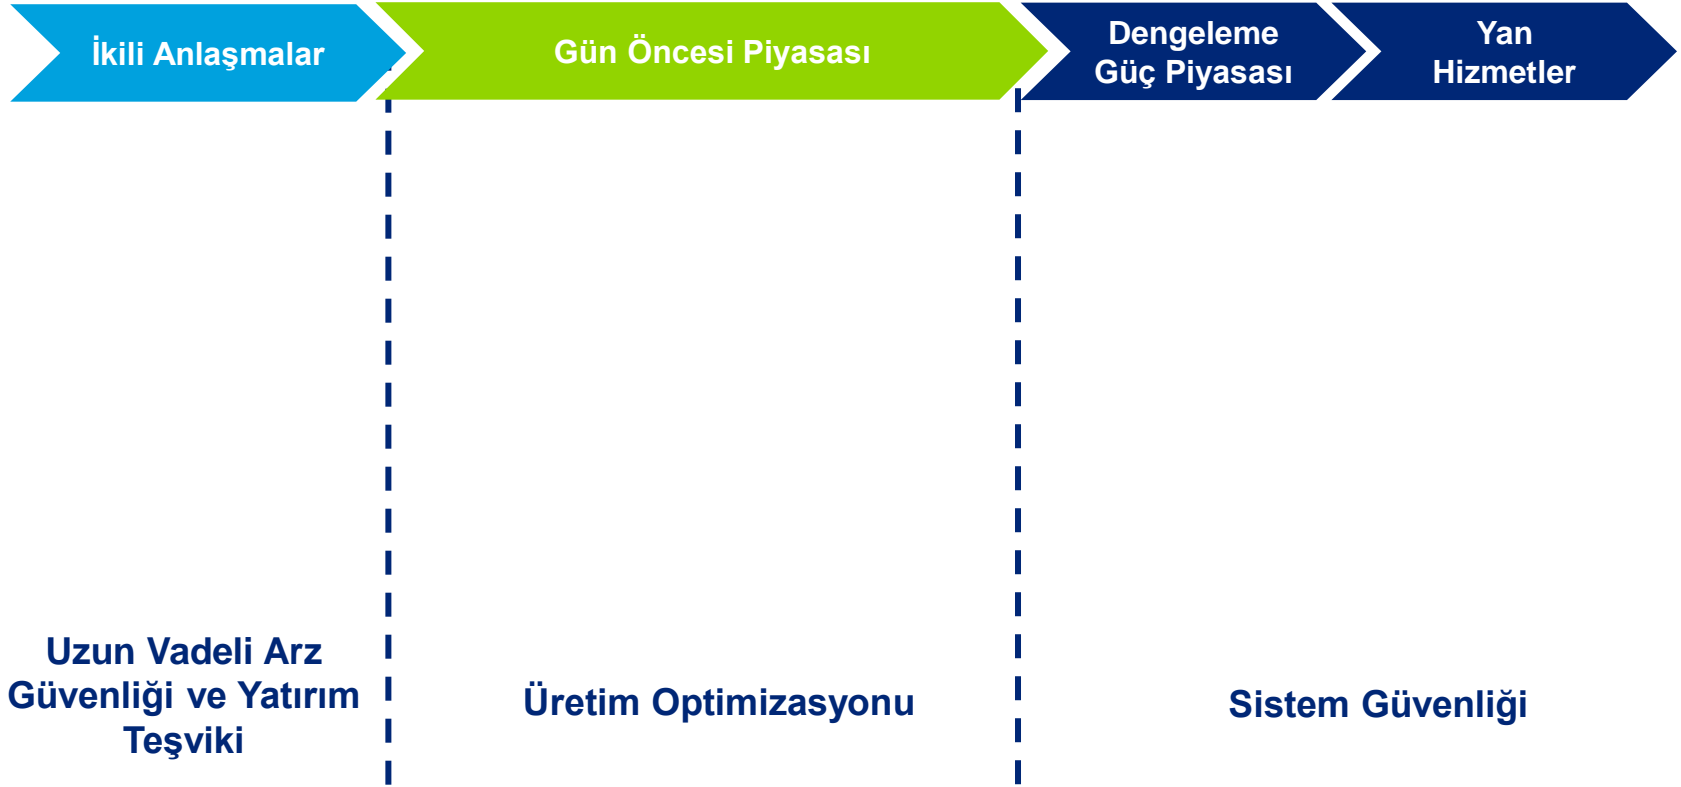 İkili Anlaşmalar
Gün Öncesi Piyasası
Dengeleme
Güç Piyasası
Yan
Hizmetler
Uzun Vadeli Arz
Güvenliği ve Yatırım
Teşviki
Üretim Optimizasyonu
Sistem Güvenliği